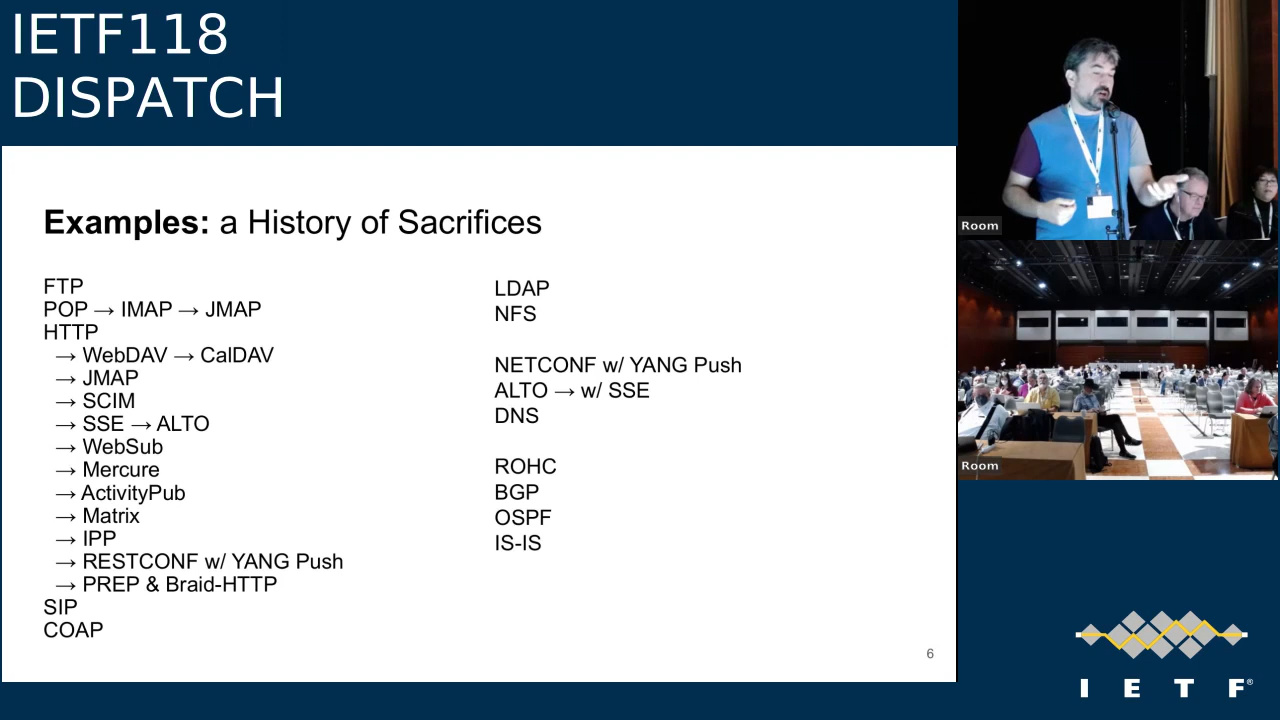 IETF118
DISPATCH
Examples: a History of Sacrifices
FTP
POP → IMAP → JMAP
HTTP
→ WebDAV → CalDAV
→ JMAP
→ SCIM
→ SSE → ALTO
→ WebSub
→ Mercure
→ ActivityPub
→ Matrix
→ IPP
→ RESTCONF w/ YANG Push
→ PREP & Braid-HTTP
SIP
COAP
LDAP
NFS
NETCONF w/ YANG Push
ALTO → w/ SSE
DNS
ROHC
BGP
OSPF
IS-IS
6
Room
Room
I E T F®